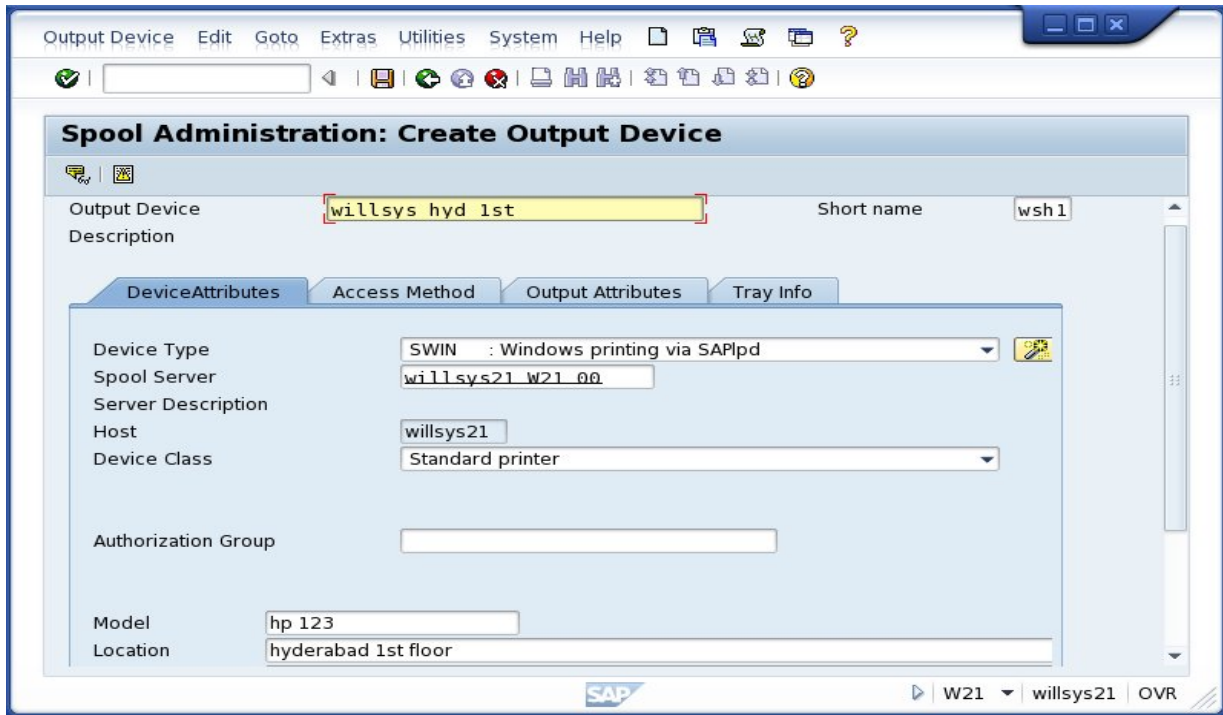 Output Device Edit Goto Extras Utilities System Help
Spool Administration: Create Output Device
Output Device willsys hyd 1st Short name wsh1
Description
DeviceAttributes Access Method Output Attributes Tray Info
Device Type SWIN : Windows printing via SAPlpd
Spool Server willsys21_W21_00
Server Description
Host willsys21
Device Class Standard printer
Authorization Group
Model hp 123
Location hyderabad 1st floor
SAP W21 willsys21 OVR